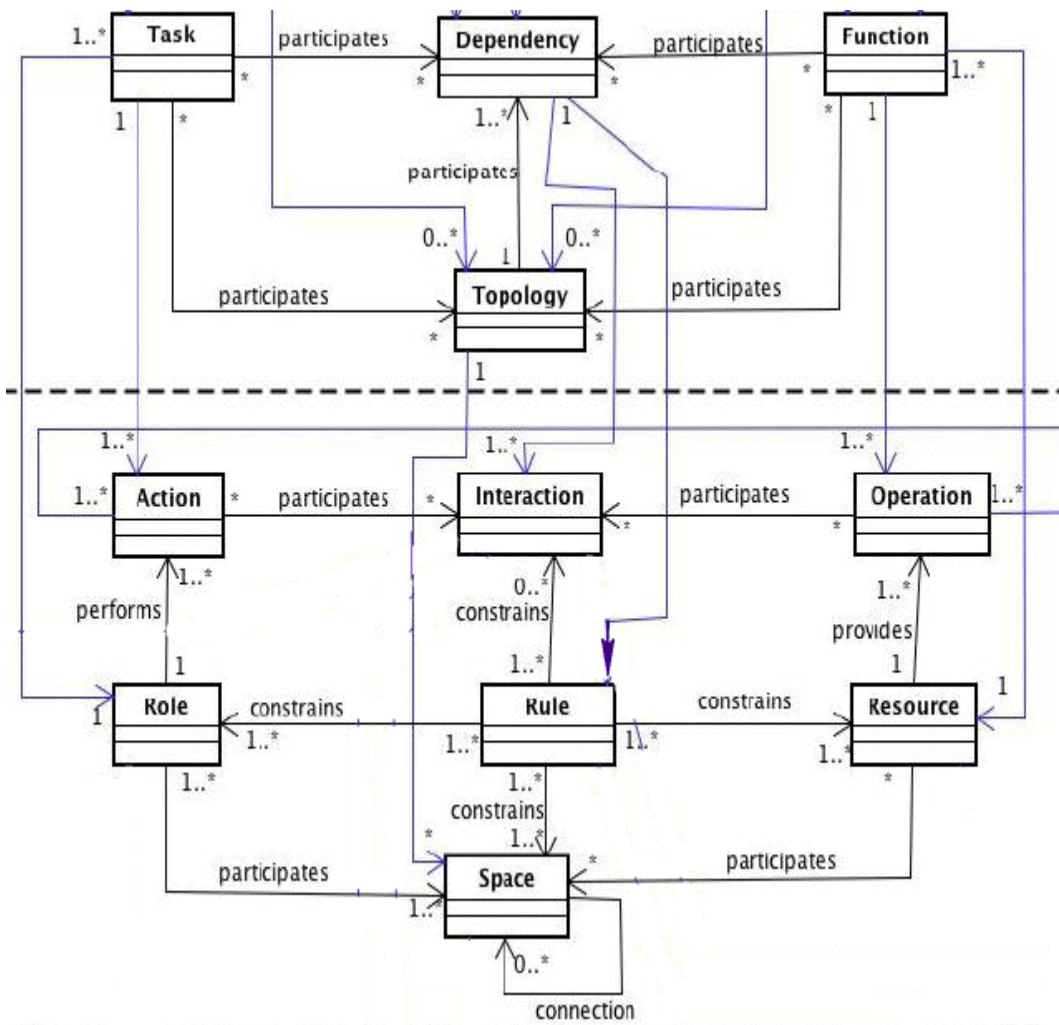 1..* Task participates Dependency participates Function
* * * * 1..*
1 * 1..* 1 * 1
participates
0..* 1 0..*
participates Topology participates
* *
1
1..* 1..* 1..*
1..* Action * participates * Interaction participates Operation 1..*
* *
1..* 0..* 1..*
performs constrains provides
1 1..* 1
1
Role constrains Rule constrains Resource
1 1..* 1..* 1..* 1..*
1..* 1..* *
constrains
* 1..* *
participates Space participates
1..*
0..*
connection